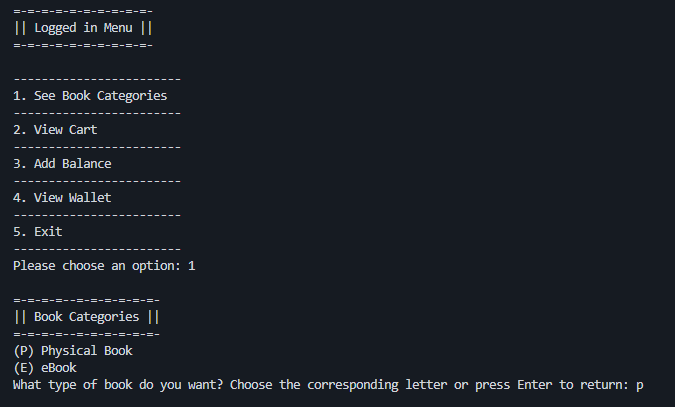 =-=-=-=--=-=-=-=-=-=-
|| Logged in Menu ||
=-=-=-=--=-=-=-=-=-=-

------------------------
1. See Book Categories
------------------------
2. View Cart
------------------------
3. Add Balance
------------------------
4. View Wallet
------------------------
5. Exit
------------------------
Please choose an option: 1

=-=-=-=--=-=-=-=-=-=-
|| Book Categories ||
=-=-=-=--=-=-=-=-=-=-
(P) Physical Book
(E) eBook
What type of book do you want? Choose the corresponding letter or press Enter to return: p